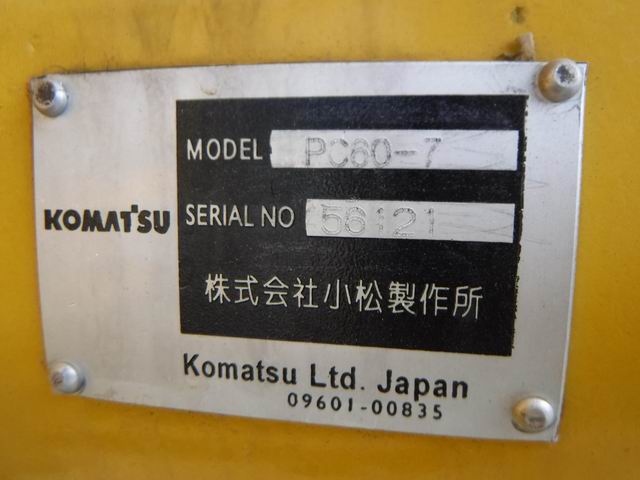 MODEL PC60-7
KOMATSU
SERIAL NO 56121
株式会社小松製作所
Komatsu Ltd. Japan
09601-00835